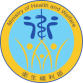 Ministry of Health and Welfare
衛生福利部